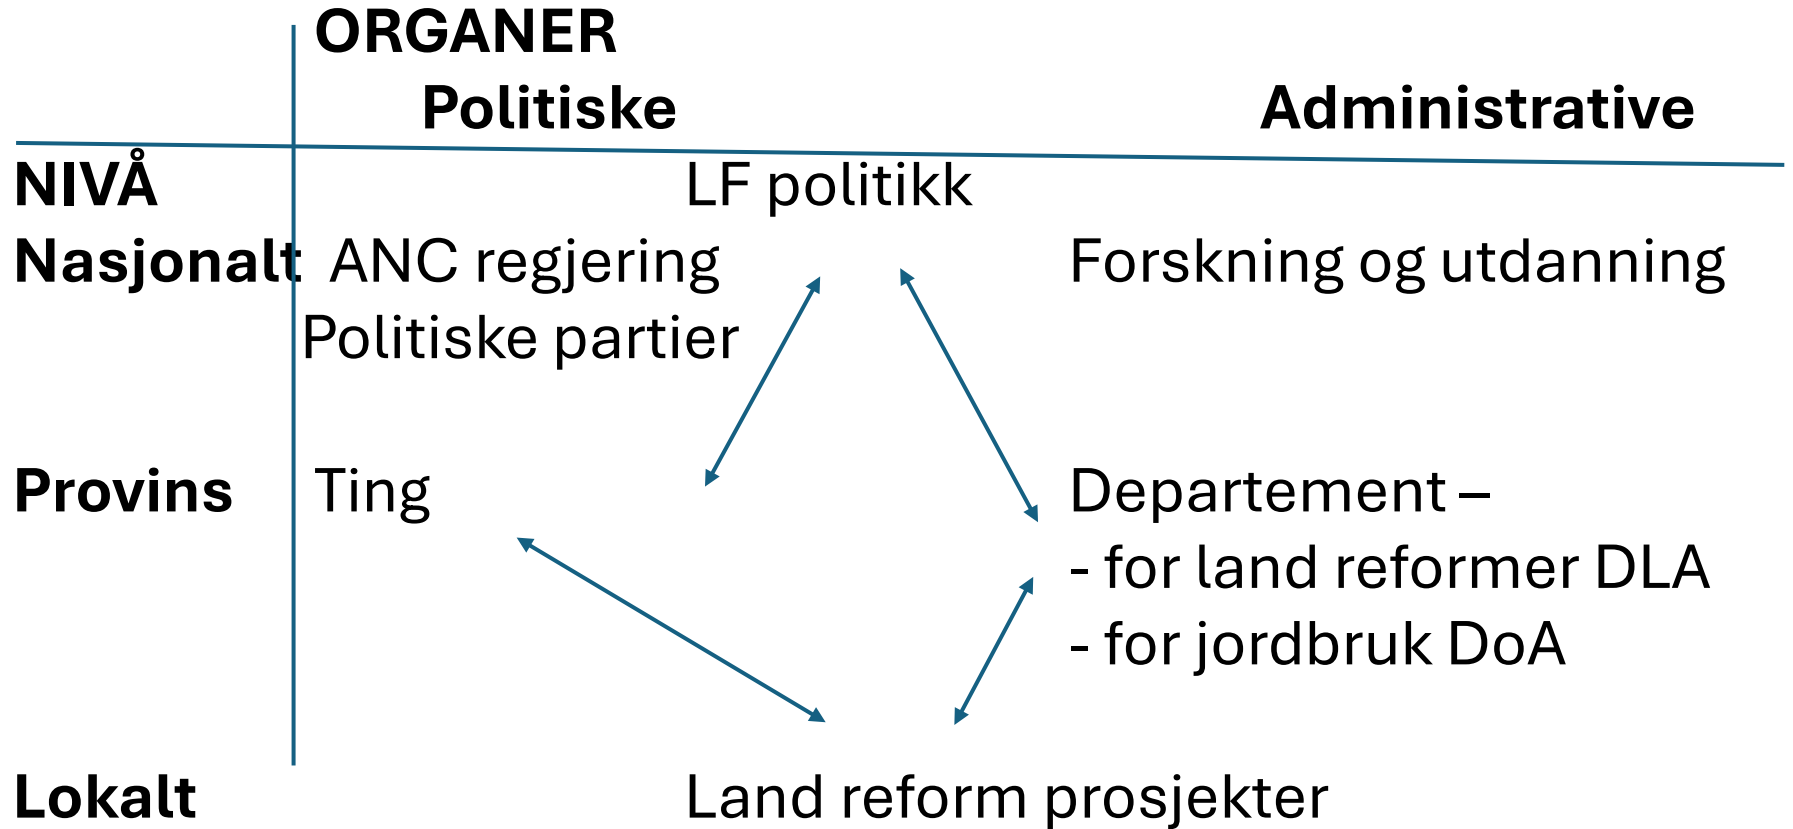 ORGANER
Politiske Administrative
NIVÅ LF politikk
Nasjonalt ANC regjering Forskning og utdanning
Politiske partier
Provins Ting Departement –
- for land reformer DLA
- for jordbruk DoA
Lokalt Land reform prosjekter